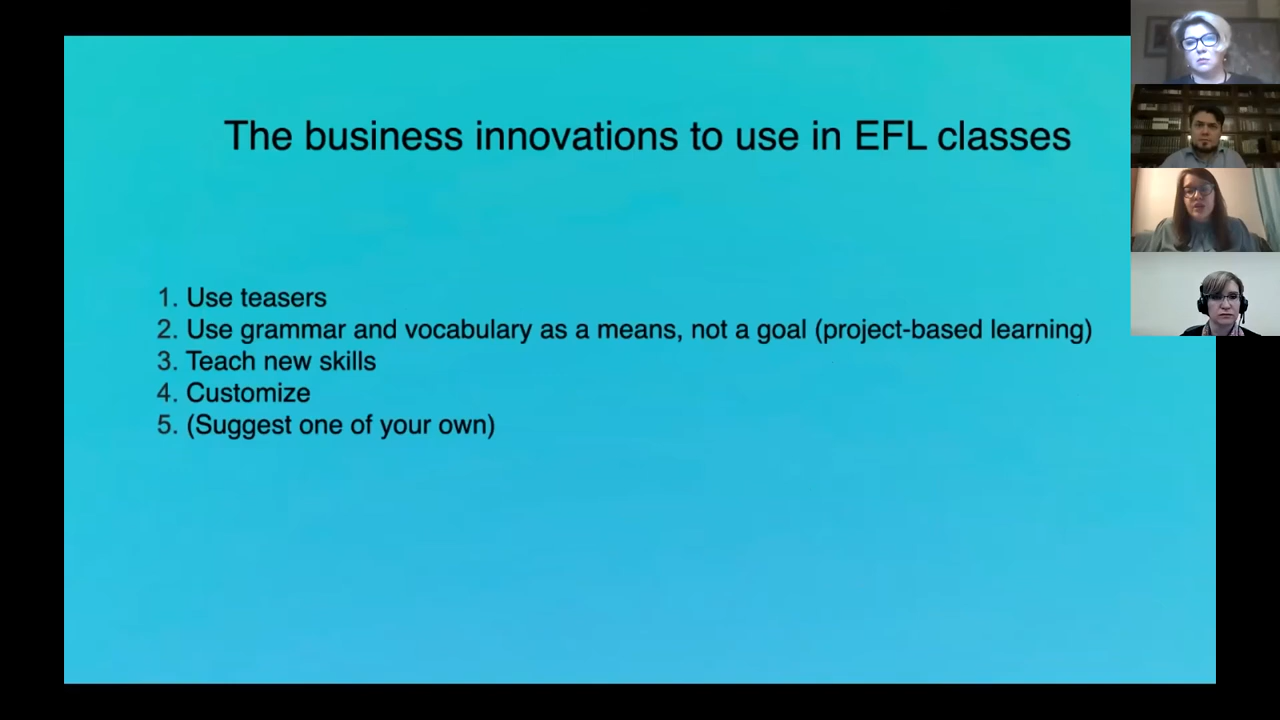 The business innovations to use in EFL classes
1. Use teasers
2. Use grammar and vocabulary as a means, not a goal (project-based learning)
3. Teach new skills
4. Customize
5. (Suggest one of your own)